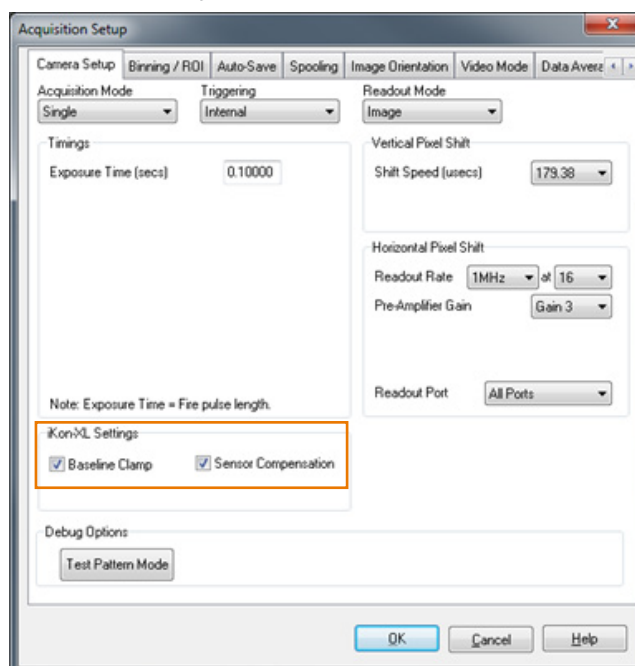 Acquisition Setup
Camera Setup Binning / ROI Auto-Save Spooling Image Orientation Video Mode Data Avera
Acquisition Mode Triggering Readout Mode
Single Internal Image
Timings Vertical Pixel Shift
Exposure Time (secs) 0.10000 Shift Speed (usecs) 179.38
Horizontal Pixel Shift
Readout Rate 1MHz at 16
Pre-Amplifier Gain Gain 3
Readout Port All Ports
Note: Exposure Time = Fire pulse length.
iKon-XL Settings
Baseline Clamp Sensor Compensation
Debug Options
Test Pattern Mode
OK Cancel Help